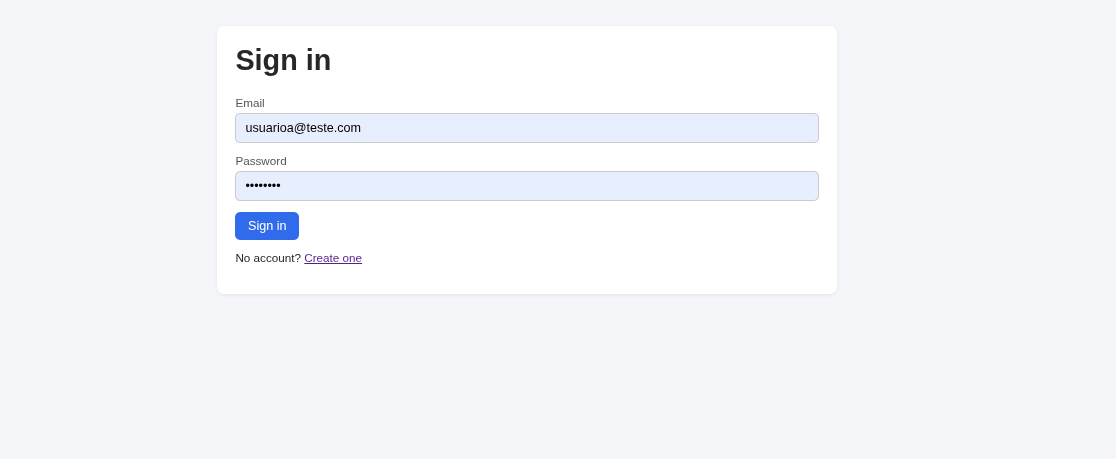 Sign in
Email
usuarioa@teste.com
Password
••••••••
Sign in
No account? Create one